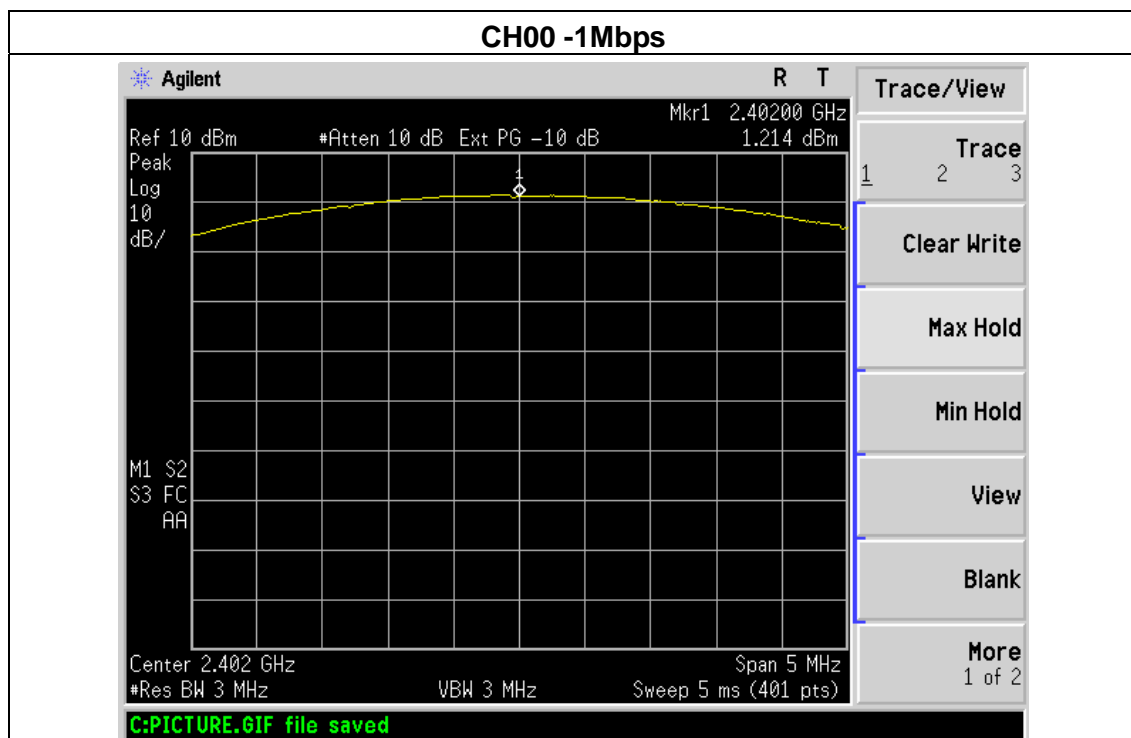 CH00 -1Mbps
Agilent R T
Mkr1 2.40200 GHz
Ref 10 dBm #Atten 10 dB Ext PG -10 dB 1.214 dBm
Peak
Log
10
dB/
1
M1 S2
S3 FC
AA
Center 2.402 GHz Span 5 MHz
#Res BW 3 MHz VBW 3 MHz Sweep 5 ms (401 pts)
C:PICTURE.GIF file saved
Trace/View
Trace
1 2 3
Clear Write
Max Hold
Min Hold
View
Blank
More
1 of 2